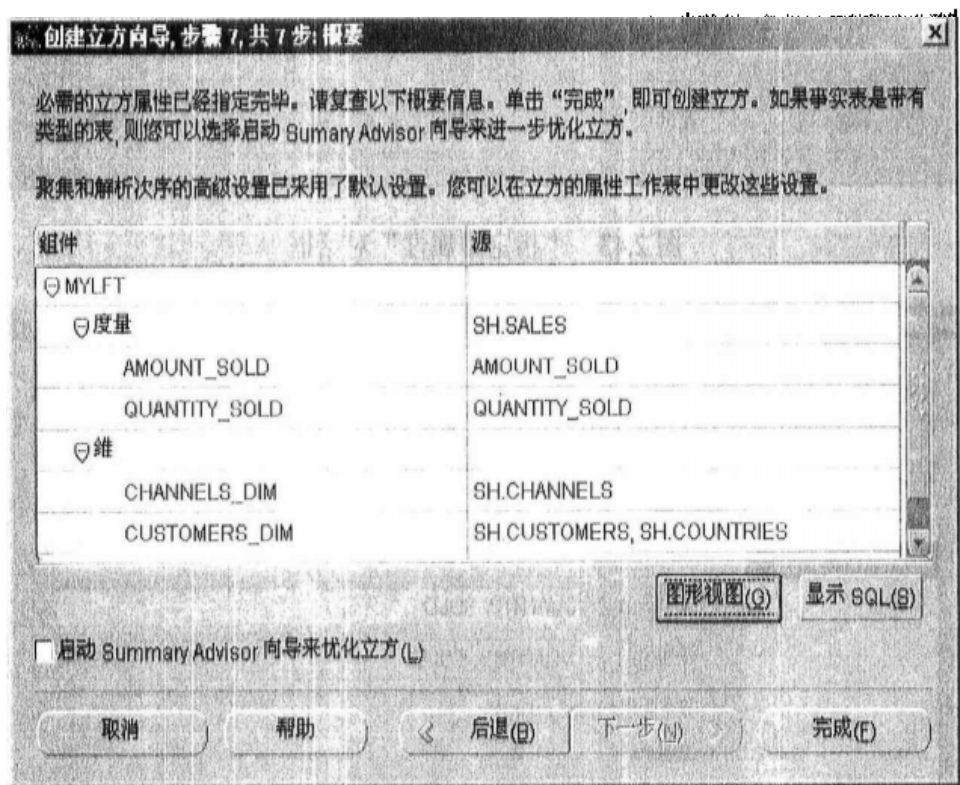 创建立方向导, 步骤 7, 共 7 步: 概要
必需的立方属性已经指定完毕。请复查以下概要信息。单击“完成”, 即可创建立方。如果事实表是带有
类型的表, 则您可以选择启动 Sumary Advisor 向导来进一步优化立方。
聚集和解析次序的高级设置已采用了默认设置。您可以在立方的属性工作表中更改这些设置。
组件 源
MYLFT
度量 SH.SALES
AMOUNT_SOLD AMOUNT_SOLD
QUANTITY_SOLD QUANTITY_SOLD
維
CHANNELS_DIM SH.CHANNELS
CUSTOMERS_DIM SH.CUSTOMERS, SH.COUNTRIES
图形视图(G) 显示 SQL(S)
启动 Summary Advisor 向导来优化立方(L)
取消 帮助 后退(B) 下一步(N) 完成(F)